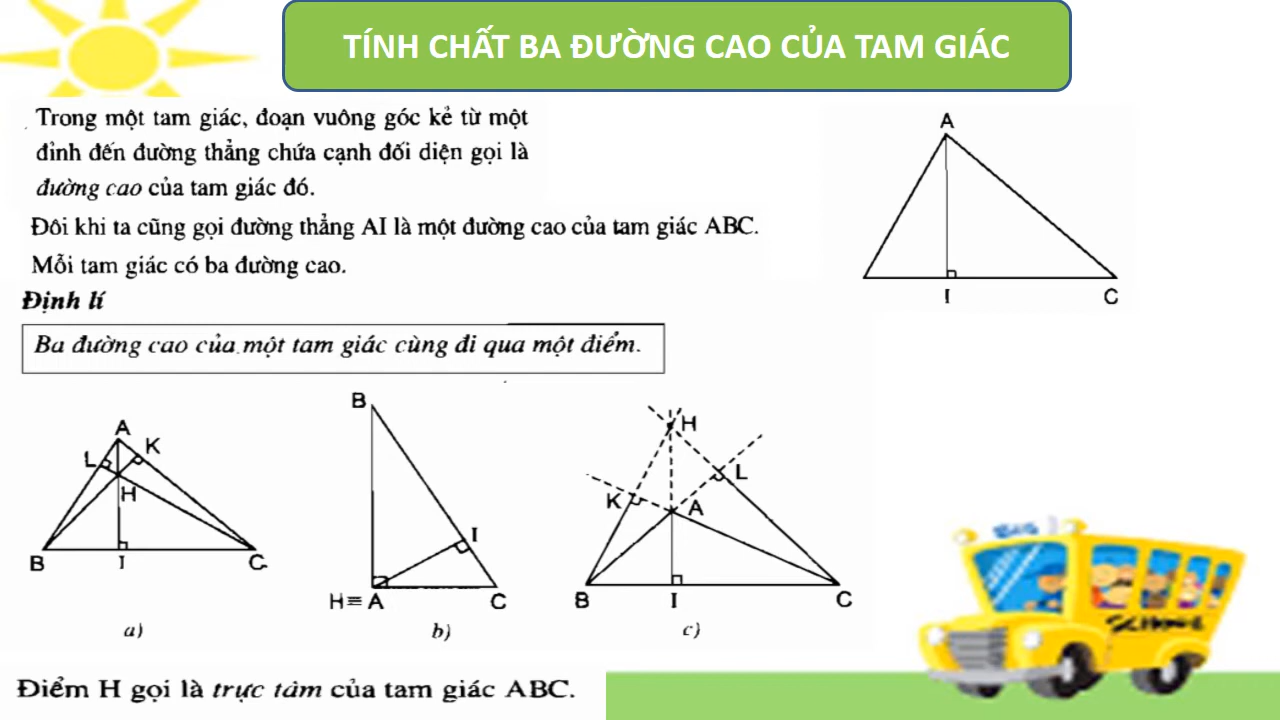 TÍNH CHẤT BA ĐƯỜNG CAO CỦA TAM GIÁC
Trong một tam giác, đoạn vuông góc kẻ từ một
đỉnh đến đường thẳng chứa cạnh đối diện gọi là
đường cao của tam giác đó.
Đôi khi ta cũng gọi đường thẳng AI là một đường cao của tam giác ABC.
Mỗi tam giác có ba đường cao.
A
I C
Định lí
Ba đường cao của một tam giác cùng đi qua một điểm.
A
L K
H
B I C
a)
B
I
H ≡ A C
b)
H
L
K A
B I C
c)
Điểm H gọi là trực tâm của tam giác ABC.
BUS
SCHOOL